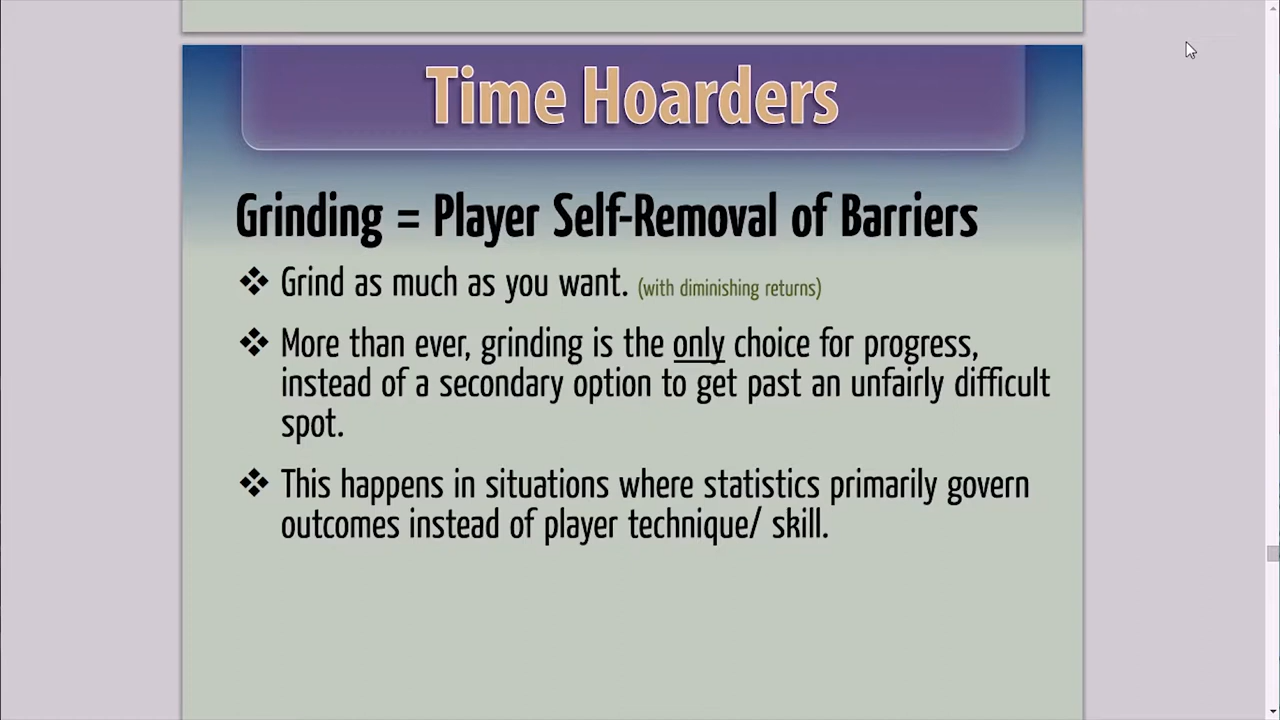 Time Hoarders
Grinding = Player Self-Removal of Barriers
❖ Grind as much as you want. (with diminishing returns)
❖ More than ever, grinding is the only choice for progress,
instead of a secondary option to get past an unfairly difficult
spot.
❖ This happens in situations where statistics primarily govern
outcomes instead of player technique/ skill.